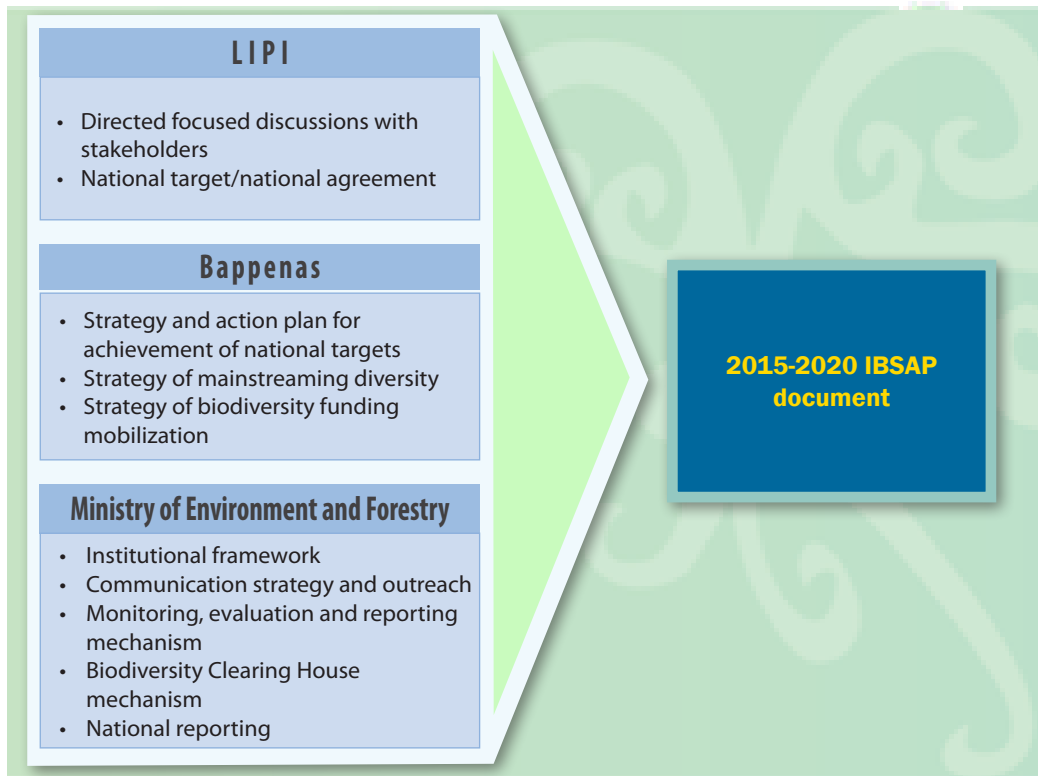 LIPI
• Directed focused discussions with
stakeholders
• National target/national agreement
Bappenas
• Strategy and action plan for
achievement of national targets
• Strategy of mainstreaming diversity
• Strategy of biodiversity funding
mobilization
Ministry of Environment and Forestry
• Institutional framework
• Communication strategy and outreach
• Monitoring, evaluation and reporting
mechanism
• Biodiversity Clearing House
mechanism
• National reporting
2015-2020 IBSAP
document